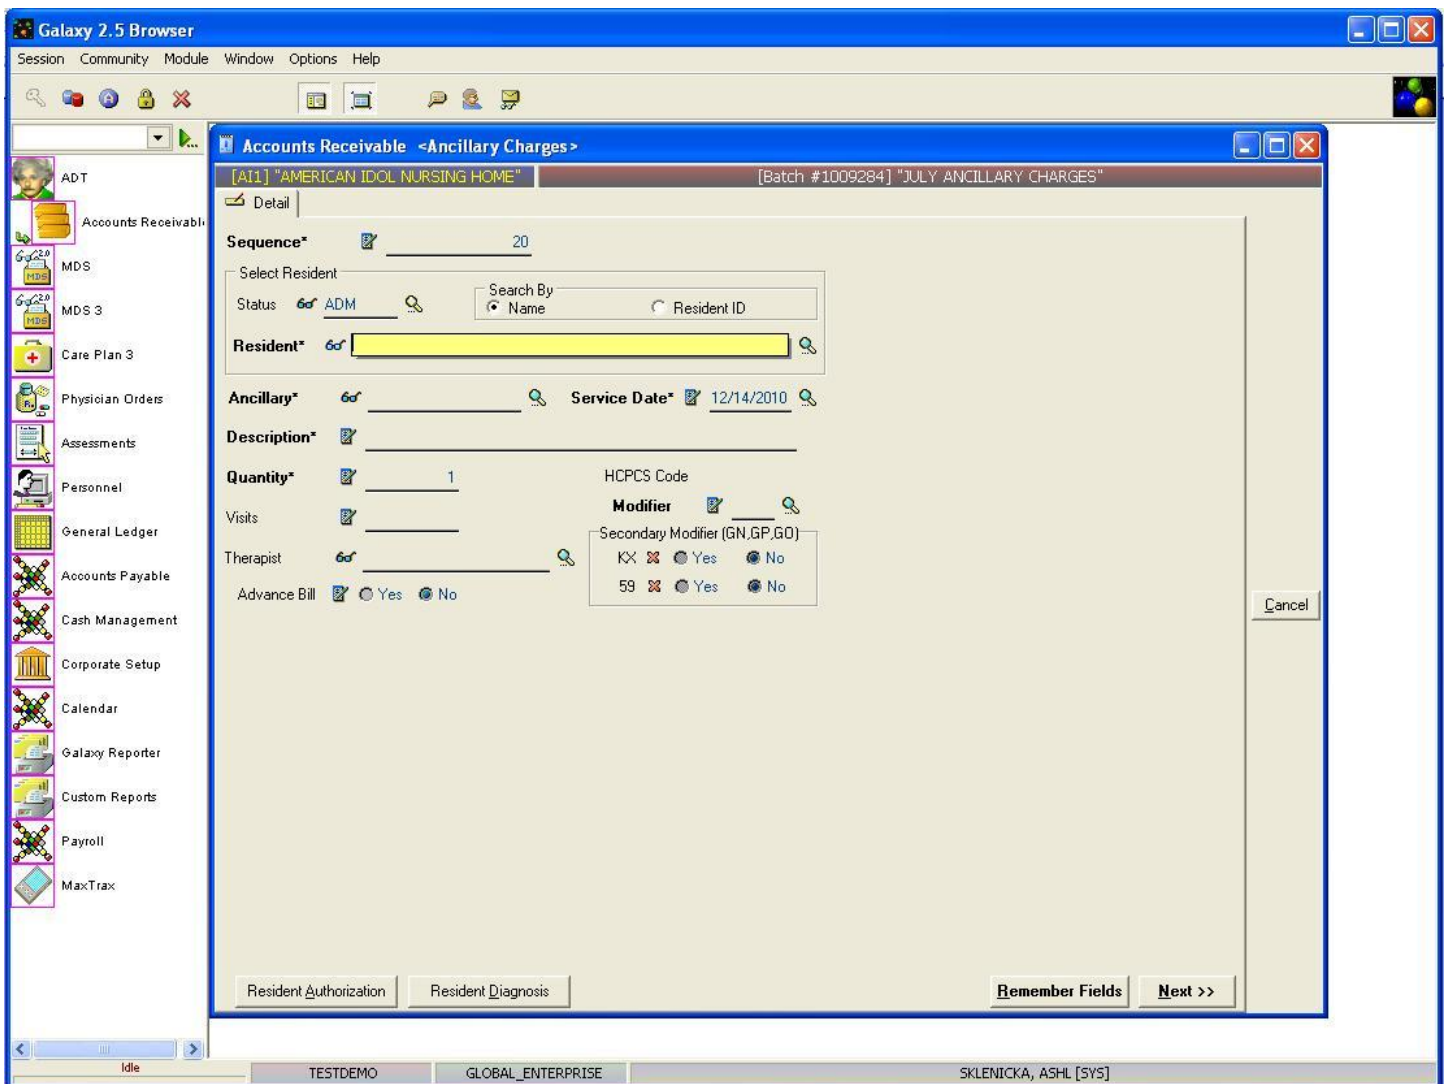 Galaxy 2.5 Browser
Session Community Module Window Options Help
Accounts Receivable <Ancillary Charges>
[AI1] "AMERICAN IDOL NURSING HOME" [Batch #1009284] "JULY ANCILLARY CHARGES"
ADT
Accounts Receivabl
MDS
MDS 3
Care Plan 3
Physician Orders
Assessments
Personnel
General Ledger
Accounts Payable
Cash Management
Corporate Setup
Calendar
Galaxy Reporter
Custom Reports
Payroll
MaxTrax
Detail
Sequence* 20
Select Resident
Status ADM
Search By
Name Resident ID
Resident*
Ancillary* Service Date* 12/14/2010
Description*
Quantity* 1 HCPCS Code
Modifier
Visits
Secondary Modifier (GN,GP,GO)
Therapist KX Yes No
59 Yes No
Advance Bill Yes No
Cancel
Resident Authorization Resident Diagnosis Remember Fields Next >>
Idle TESTDEMO GLOBAL_ENTERPRISE SKLENICKA, ASHL [SYS]